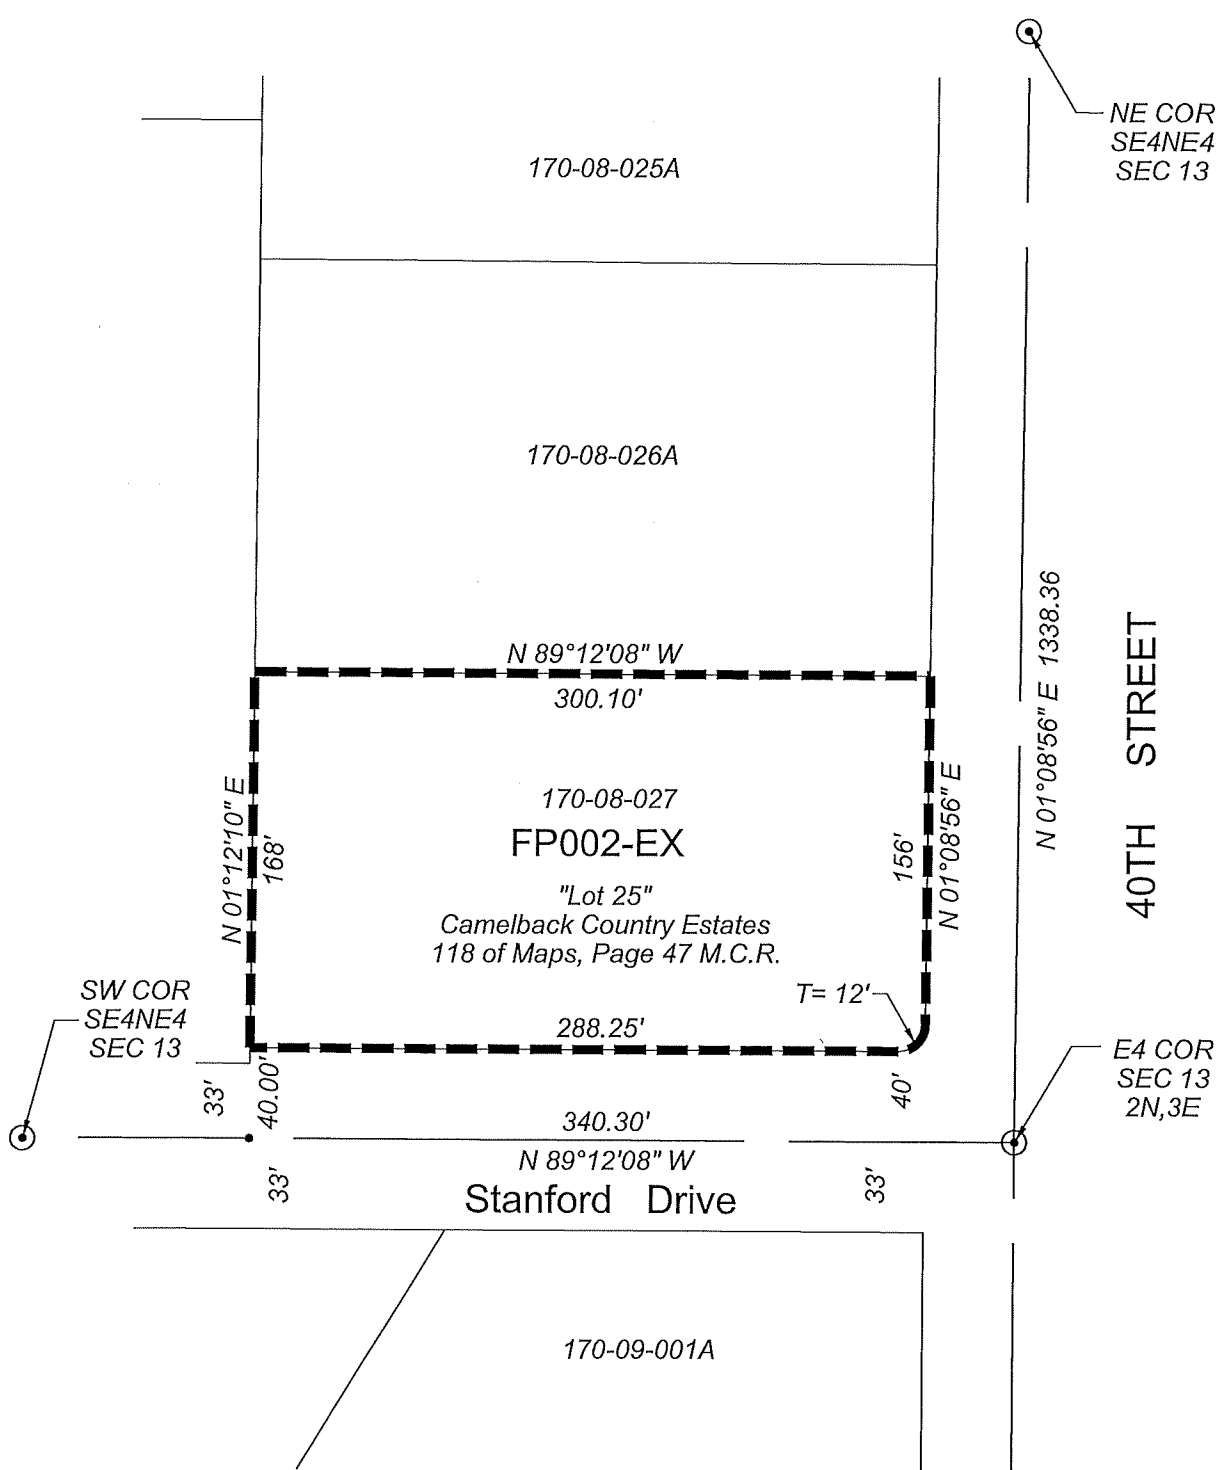 NE COR
SE4NE4
SEC 13
170-08-025A
170-08-026A
N 01°08'56" E 1338.36
40TH STREET
N 89°12'08" W
300.10'
N 01°12'10" E
168'
170-08-027
FP002-EX
"Lot 25"
Camelback Country Estates
118 of Maps, Page 47 M.C.R.
156'
N 01°08'56" E
T= 12'
SW COR
SE4NE4
SEC 13
288.25'
33'
40.00'
40'
E4 COR
SEC 13
2N,3E
340.30'
N 89°12'08" W
33'
33'
Stanford Drive
170-09-001A